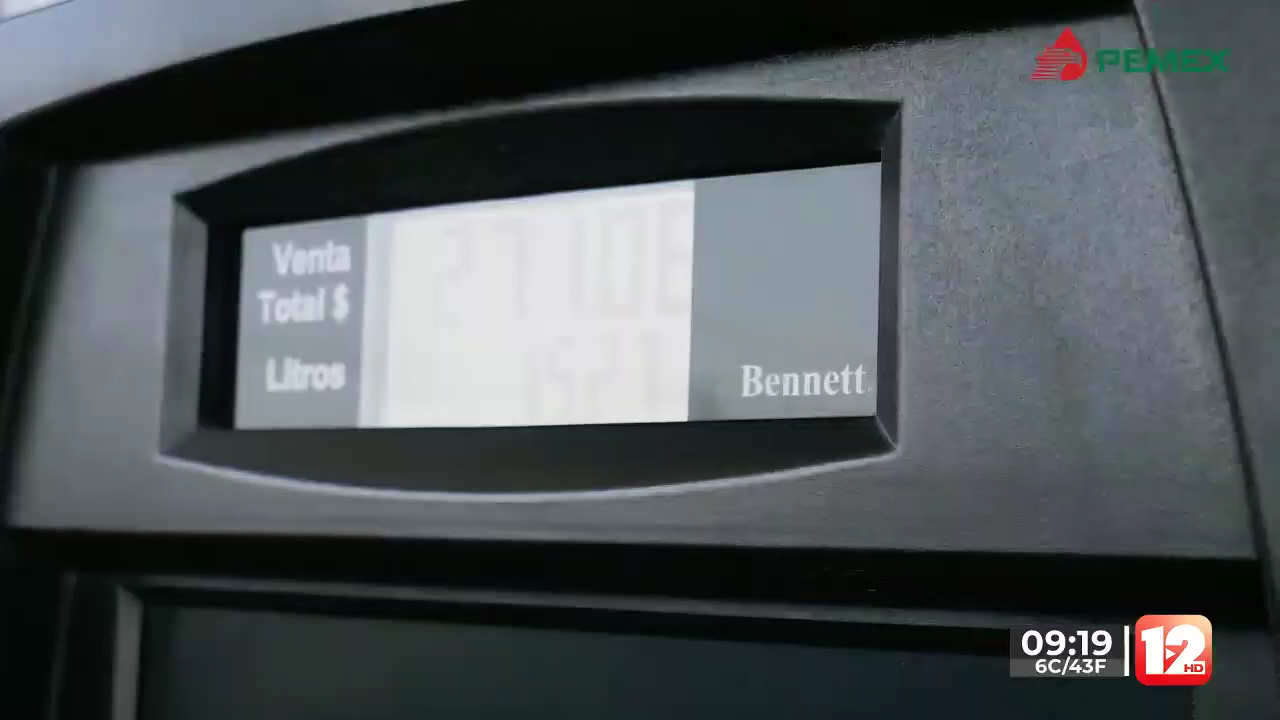 PEMEX
Venta
Total $
Litros
Bennett
09:19
6C/43F
12
HD